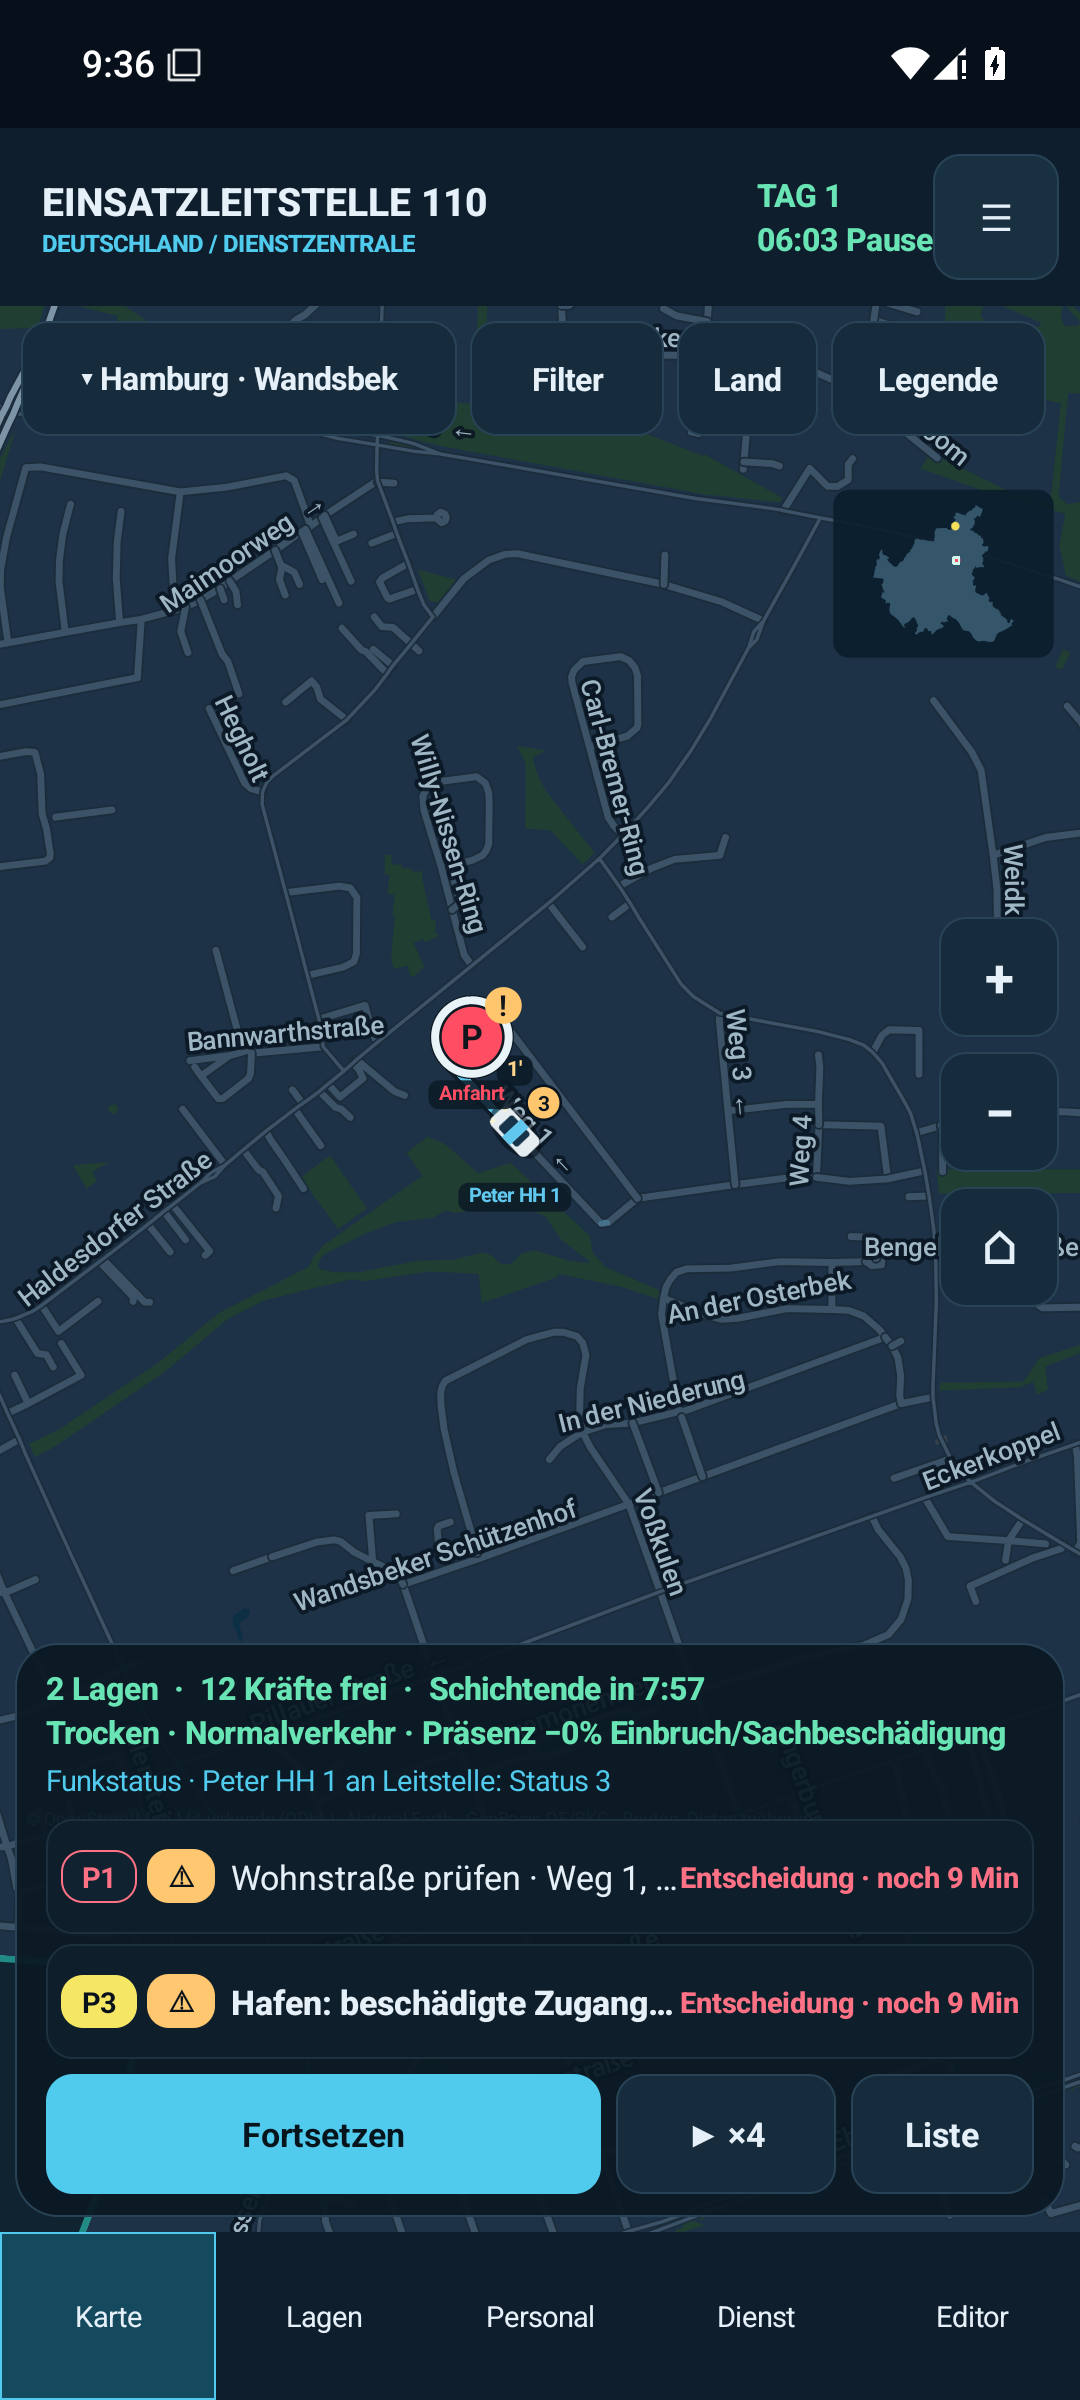 9:36
EINSATZLEITSTELLE 110
DEUTSCHLAND / DIENSTZENTRALE
TAG 1
06:03 Pause
☰
▼ Hamburg · Wandsbek
Filter
Land
Legende
←
Maimoorweg →
Hegholt
Willy-Nissen-Ring
Carl-Bremer-Ring
Weidk
+
Bannwarthstraße
P
!
1'
Anfahrt
3
Weg 1 ←
Peter HH 1
Weg 3 ←
Weg 4
−
Haldesdorfer Straße
An der Osterbek
In der Niederung
Eckerkoppel
Voßkulen
Wandsbeker Schützenhof
2 Lagen · 12 Kräfte frei · Schichtende in 7:57
Trocken · Normalverkehr · Präsenz −0% Einbruch/Sachbeschädigung
Funkstatus · Peter HH 1 an Leitstelle: Status 3
P1 ⚠ Wohnstraße prüfen · Weg 1, … Entscheidung · noch 9 Min
P3 ⚠ Hafen: beschädigte Zugang… Entscheidung · noch 9 Min
Fortsetzen
▶ ×4
Liste
Karte
Lagen
Personal
Dienst
Editor